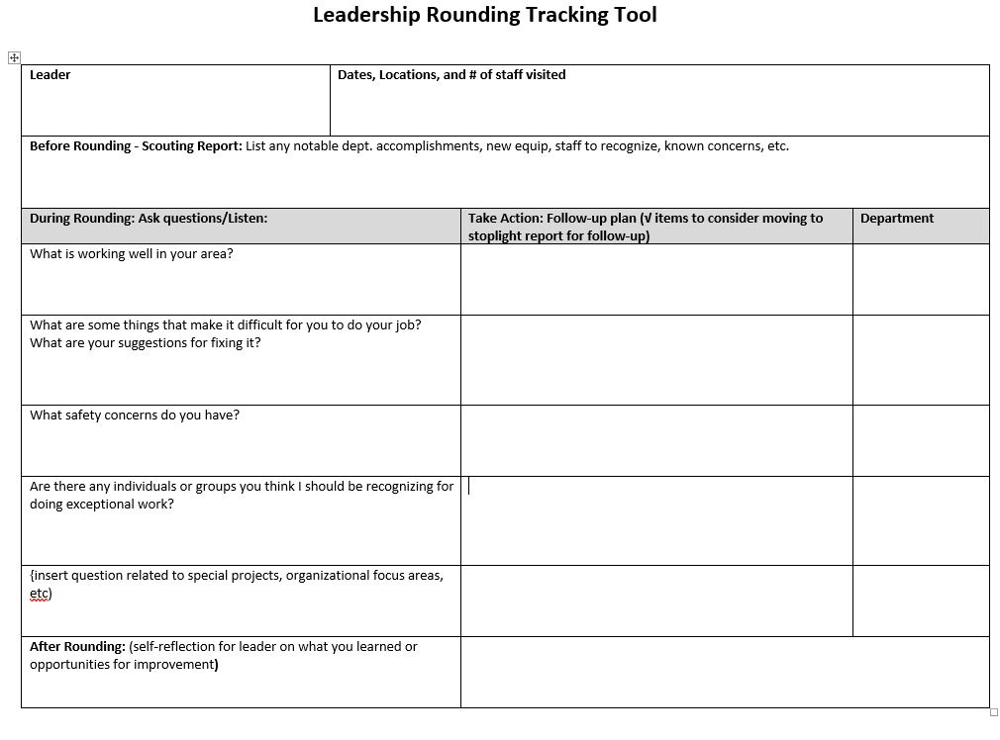 Leadership Rounding Tracking Tool
Leader
Dates, Locations, and # of staff visited
Before Rounding - Scouting Report: List any notable dept. accomplishments, new equip, staff to recognize, known concerns, etc.
During Rounding: Ask questions/Listen:
Take Action: Follow-up plan (√ items to consider moving to
stoplight report for follow-up)
Department
What is working well in your area?
What are some things that make it difficult for you to do your job?
What are your suggestions for fixing it?
What safety concerns do you have?
Are there any individuals or groups you think I should be recognizing for
doing exceptional work?
{insert question related to special projects, organizational focus areas,
etc)
After Rounding: (self-reflection for leader on what you learned or
opportunities for improvement)